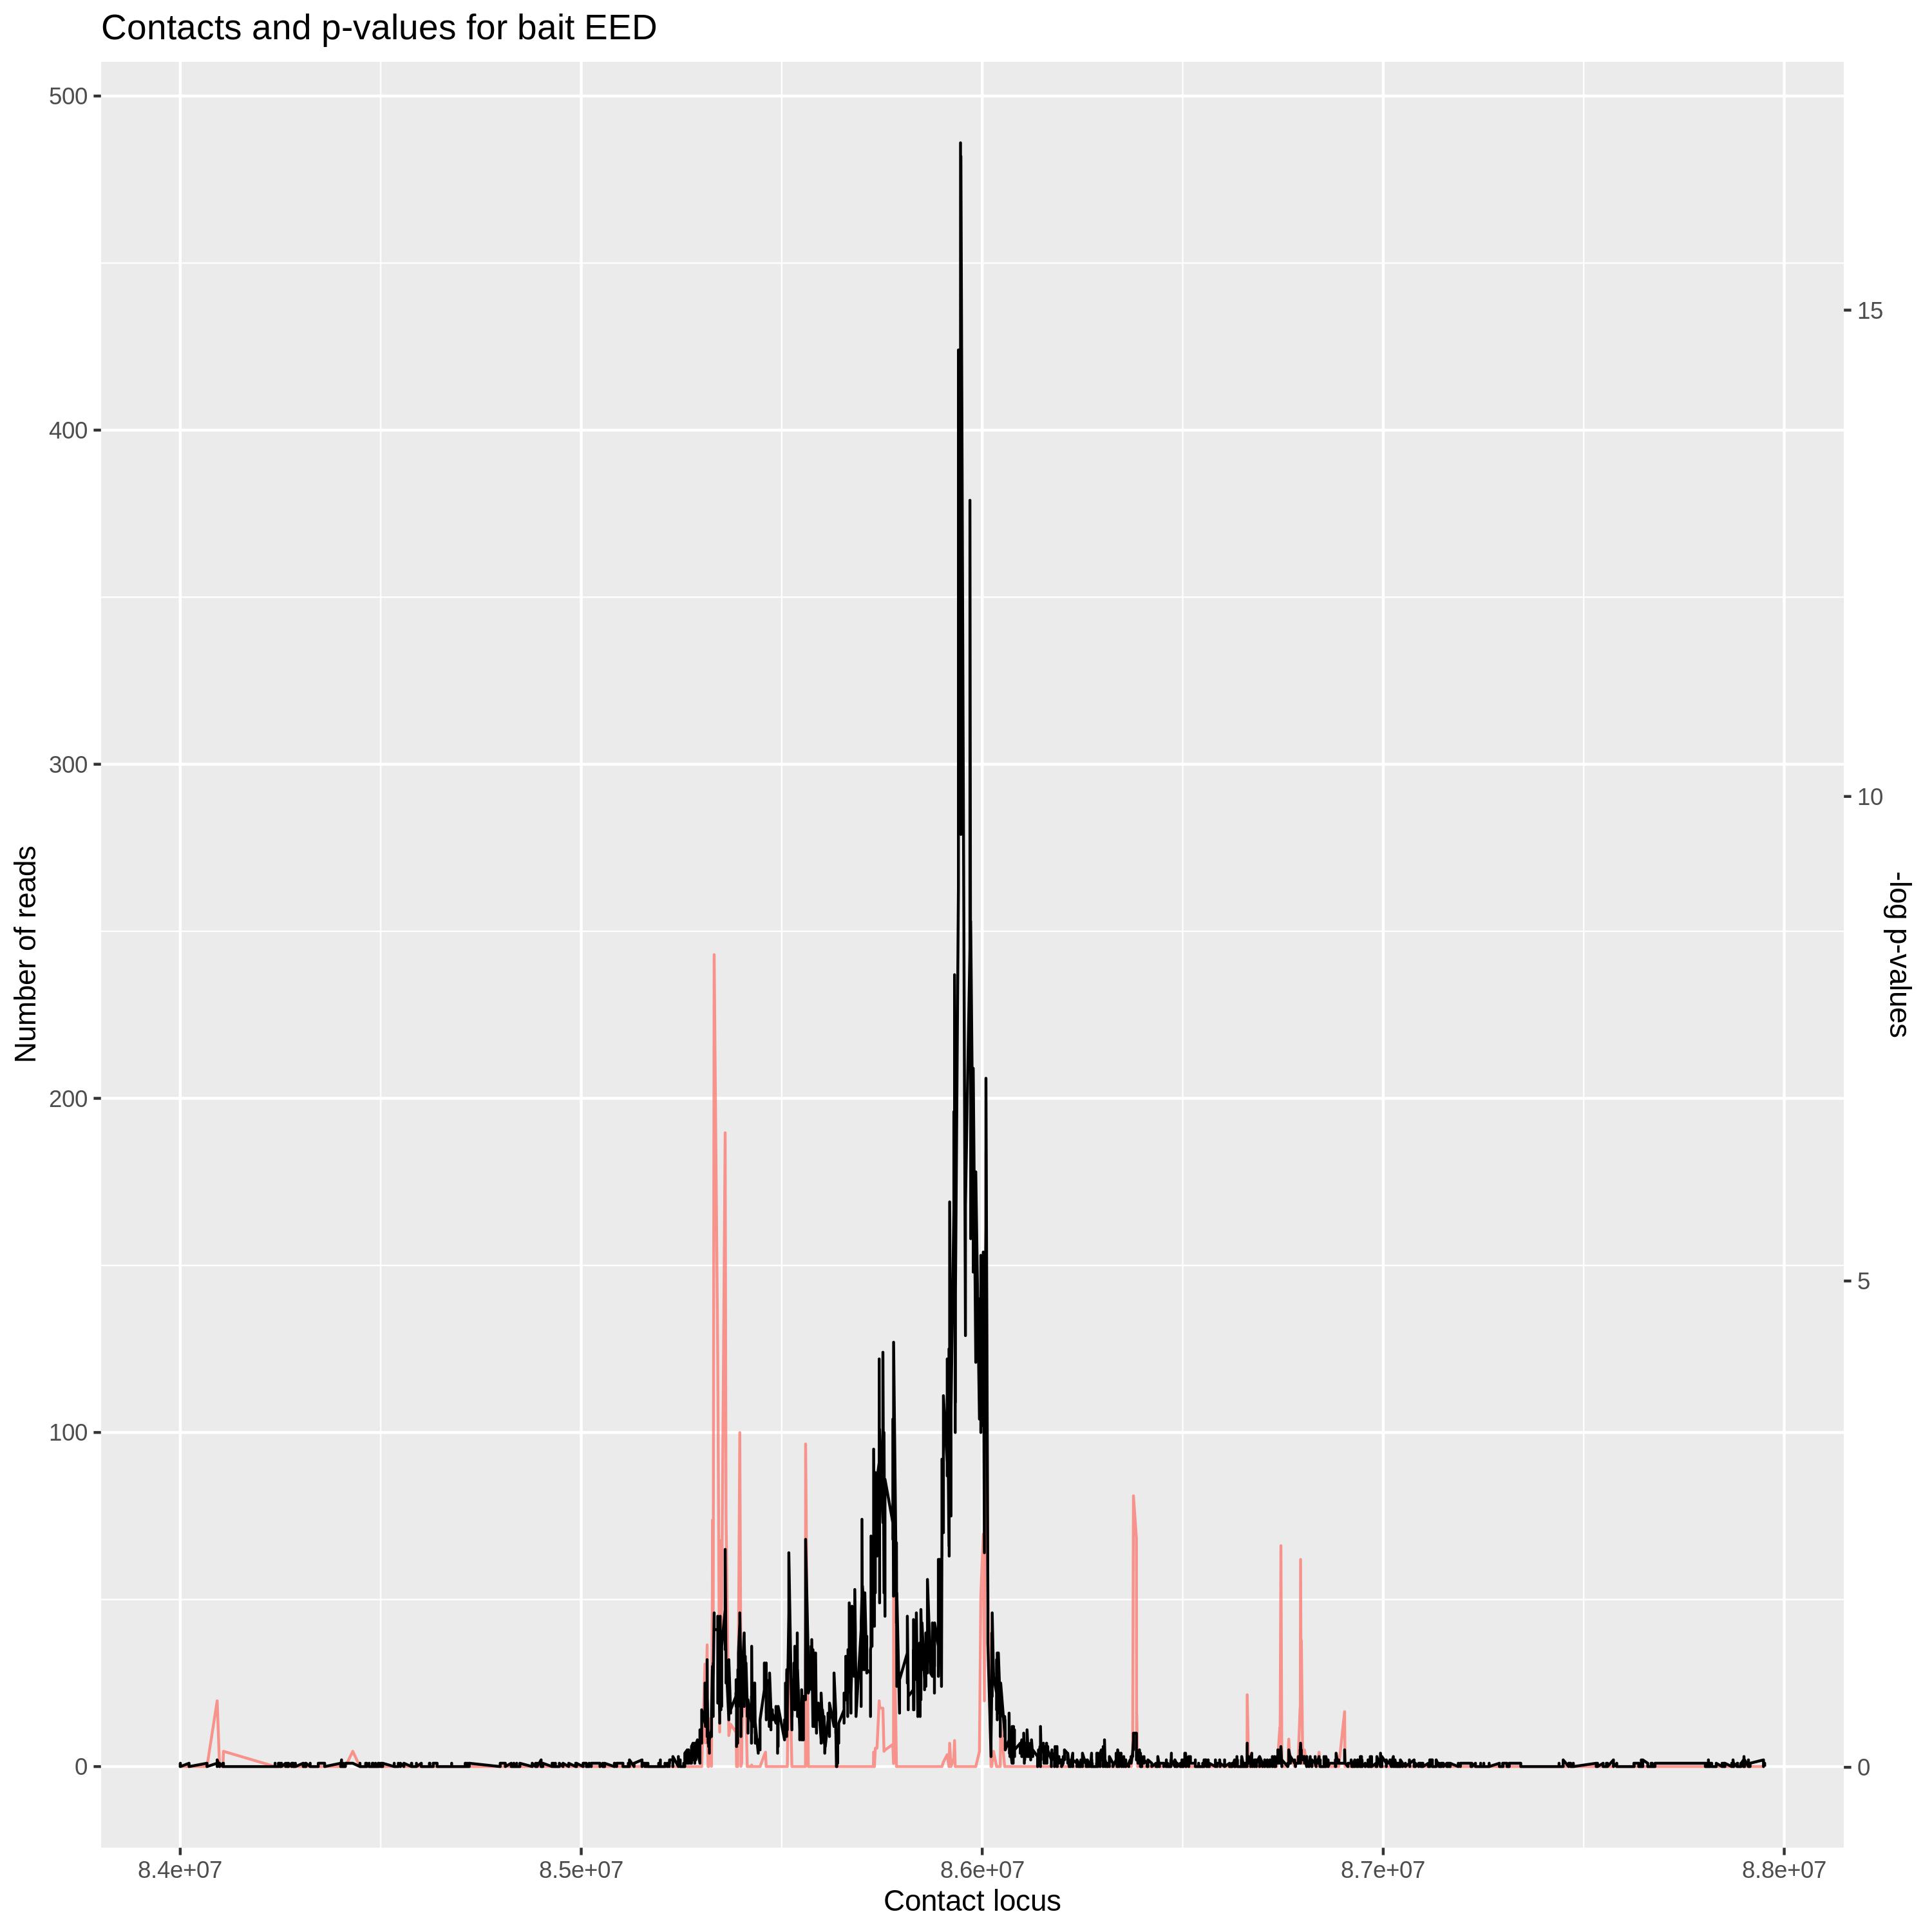 Contacts and p-values for bait EED
500
400
300
200
100
0
Number of reads
15
10
5
0
-log p-values
8.4e+07
8.5e+07
8.6e+07
8.7e+07
8.8e+07
Contact locus